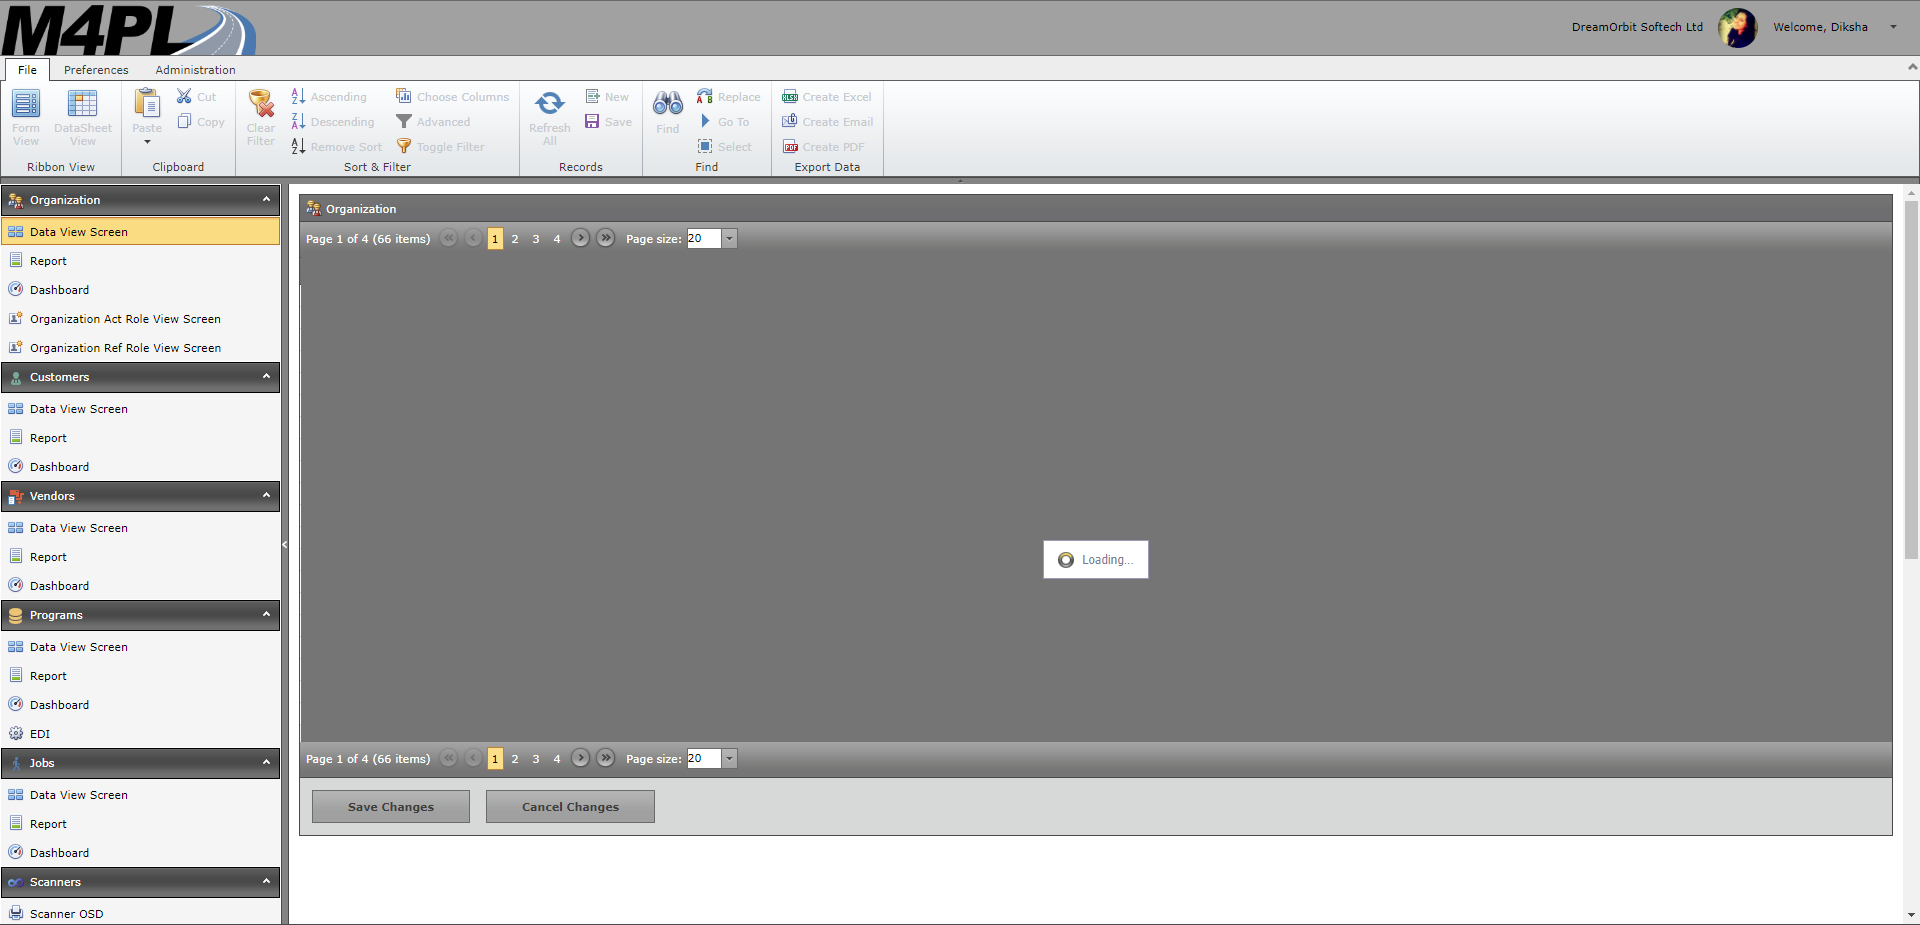 M4PL
DreamOrbit Softech Ltd
Welcome, Diksha
File Preferences Administration
Form View
DataSheet View
Ribbon View
Paste
Cut
Copy
Clipboard
Clear Filter
Ascending
Descending
Remove Sort
Choose Columns
Advanced
Toggle Filter
Sort & Filter
Refresh All
New
Save
Records
Find
Replace
Go To
Select
Find
Create Excel
Create Email
Create PDF
Export Data
Organization
Data View Screen
Report
Dashboard
Organization Act Role View Screen
Organization Ref Role View Screen
Customers
Data View Screen
Report
Dashboard
Vendors
Data View Screen
Report
Dashboard
Programs
Data View Screen
Report
Dashboard
EDI
Jobs
Data View Screen
Report
Dashboard
Scanners
Scanner OSD
Organization
Page 1 of 4 (66 items) 1 2 3 4 Page size: 20
Loading...
Page 1 of 4 (66 items) 1 2 3 4 Page size: 20
Save Changes
Cancel Changes